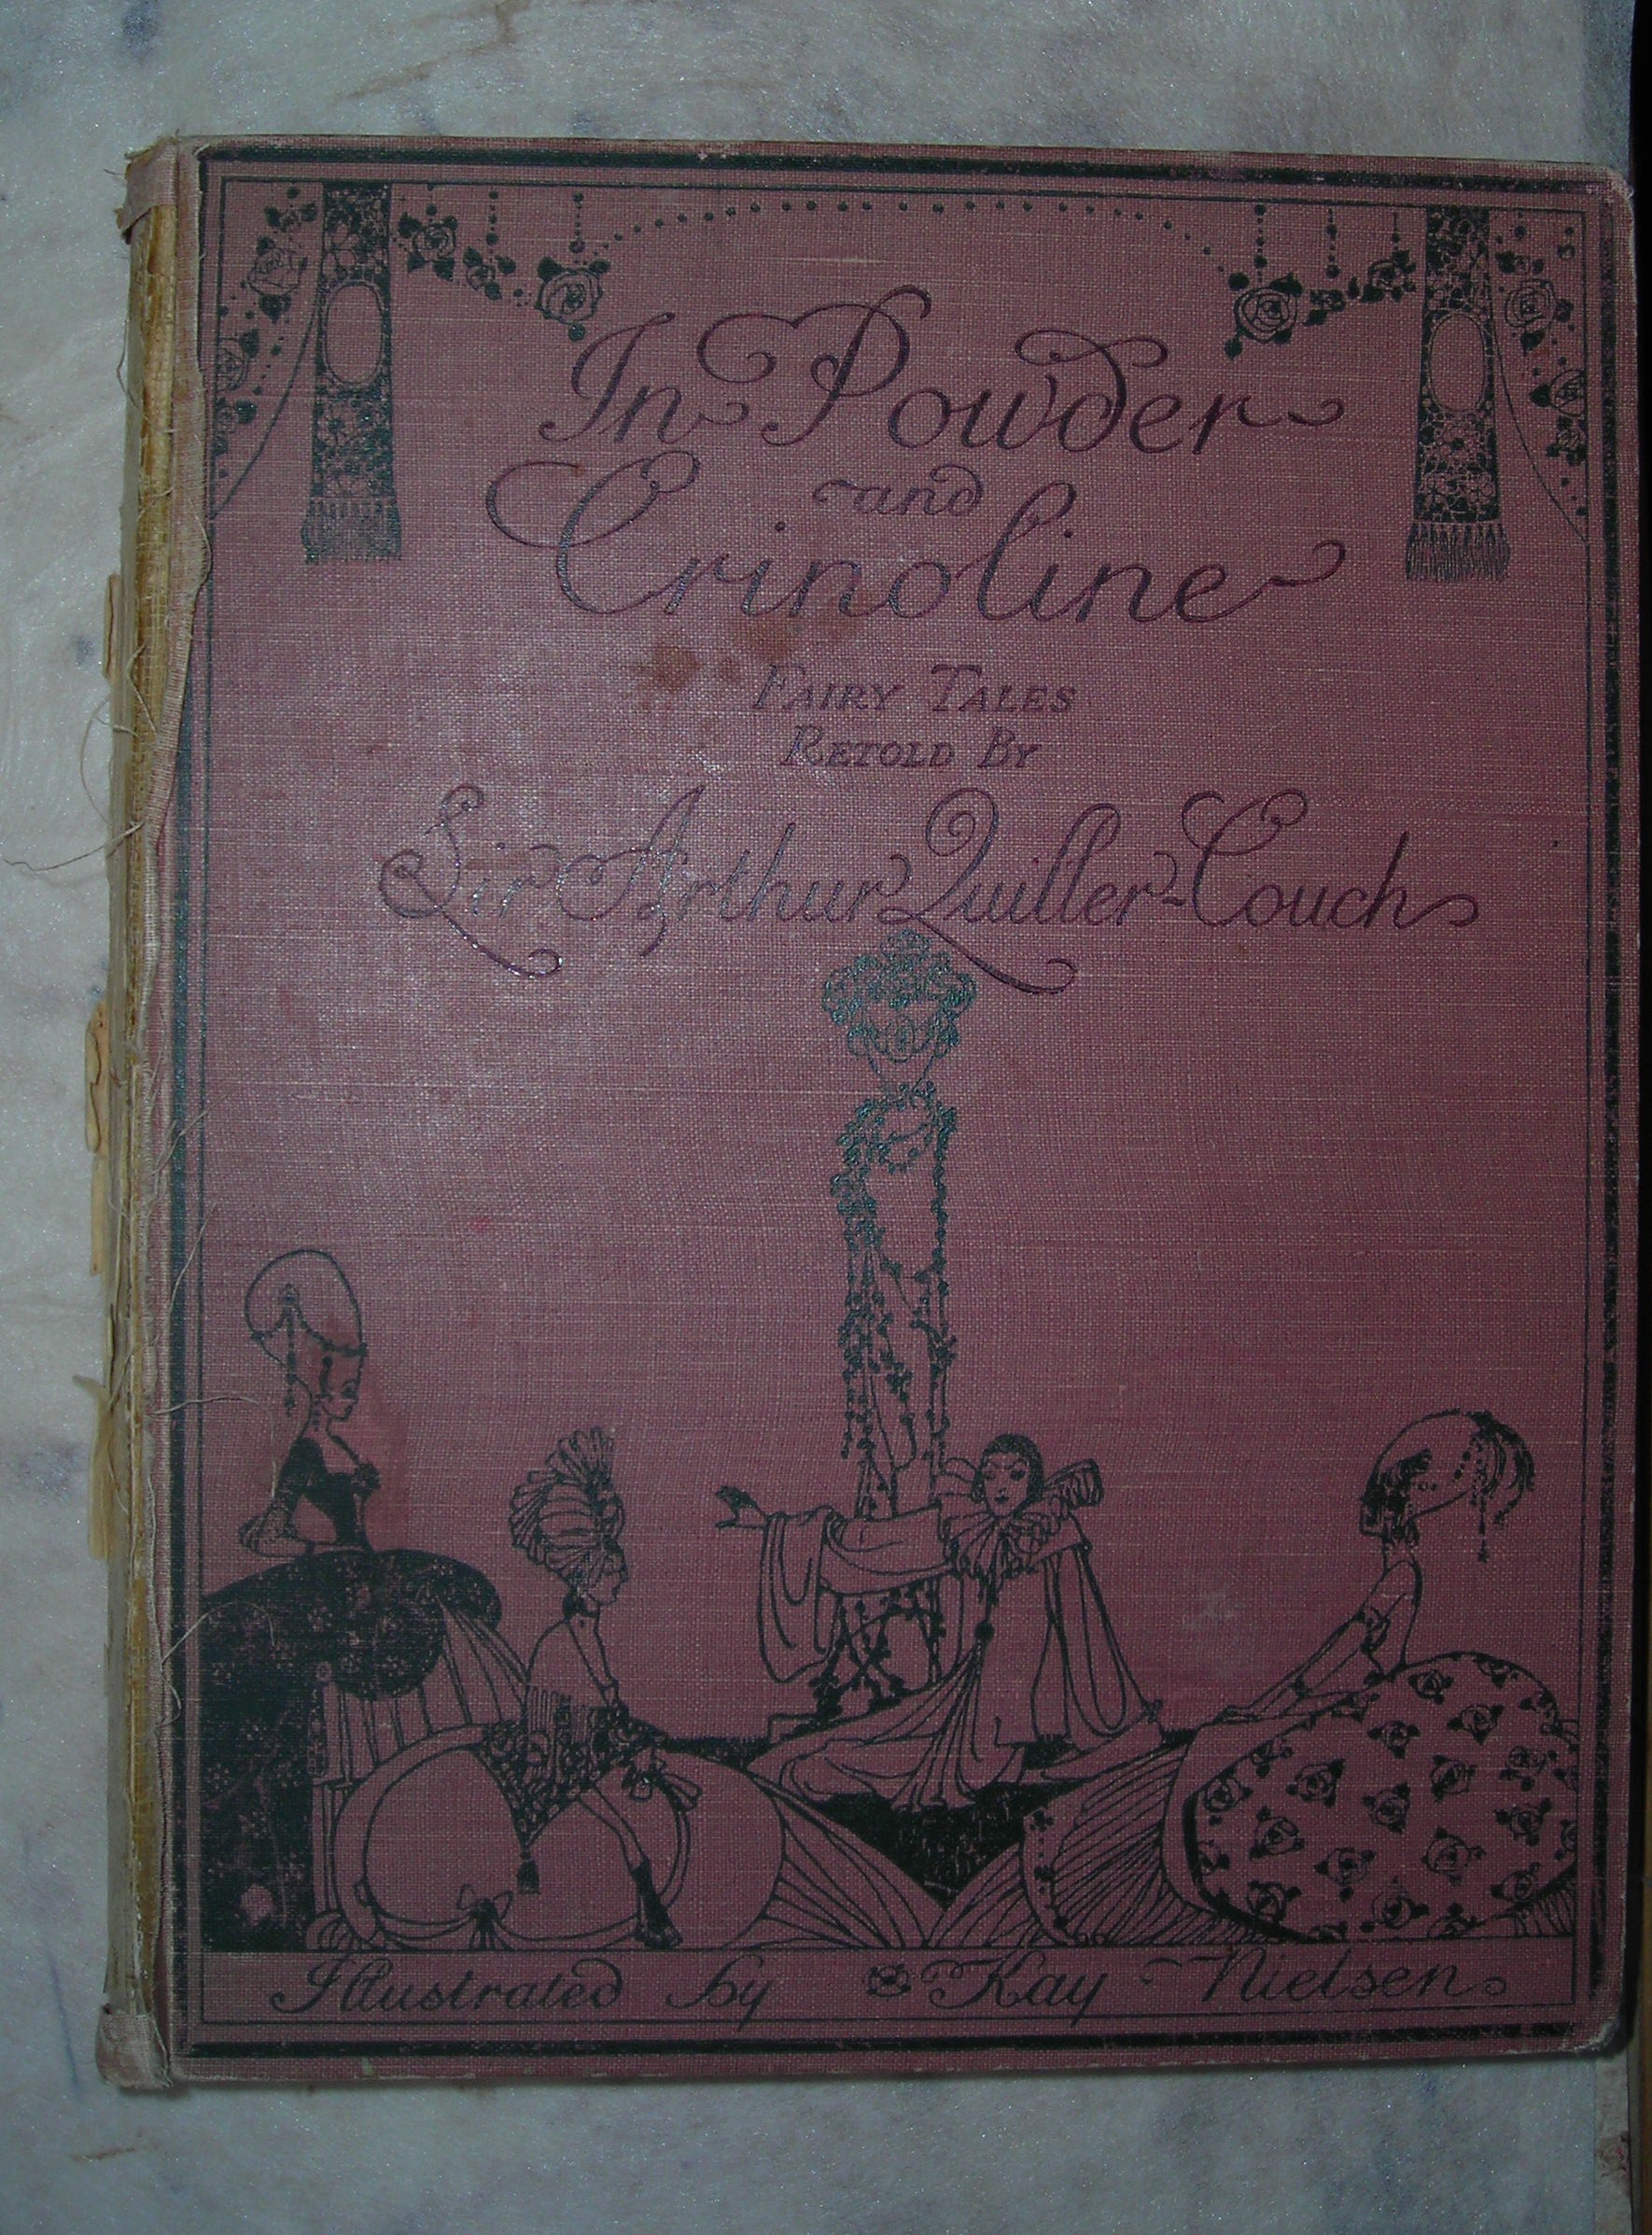 In Powder
and
Crinoline
FAIRY TALES
RETOLD BY
Sir Arthur Quiller-Couch
Illustrated by Kay Nielsen